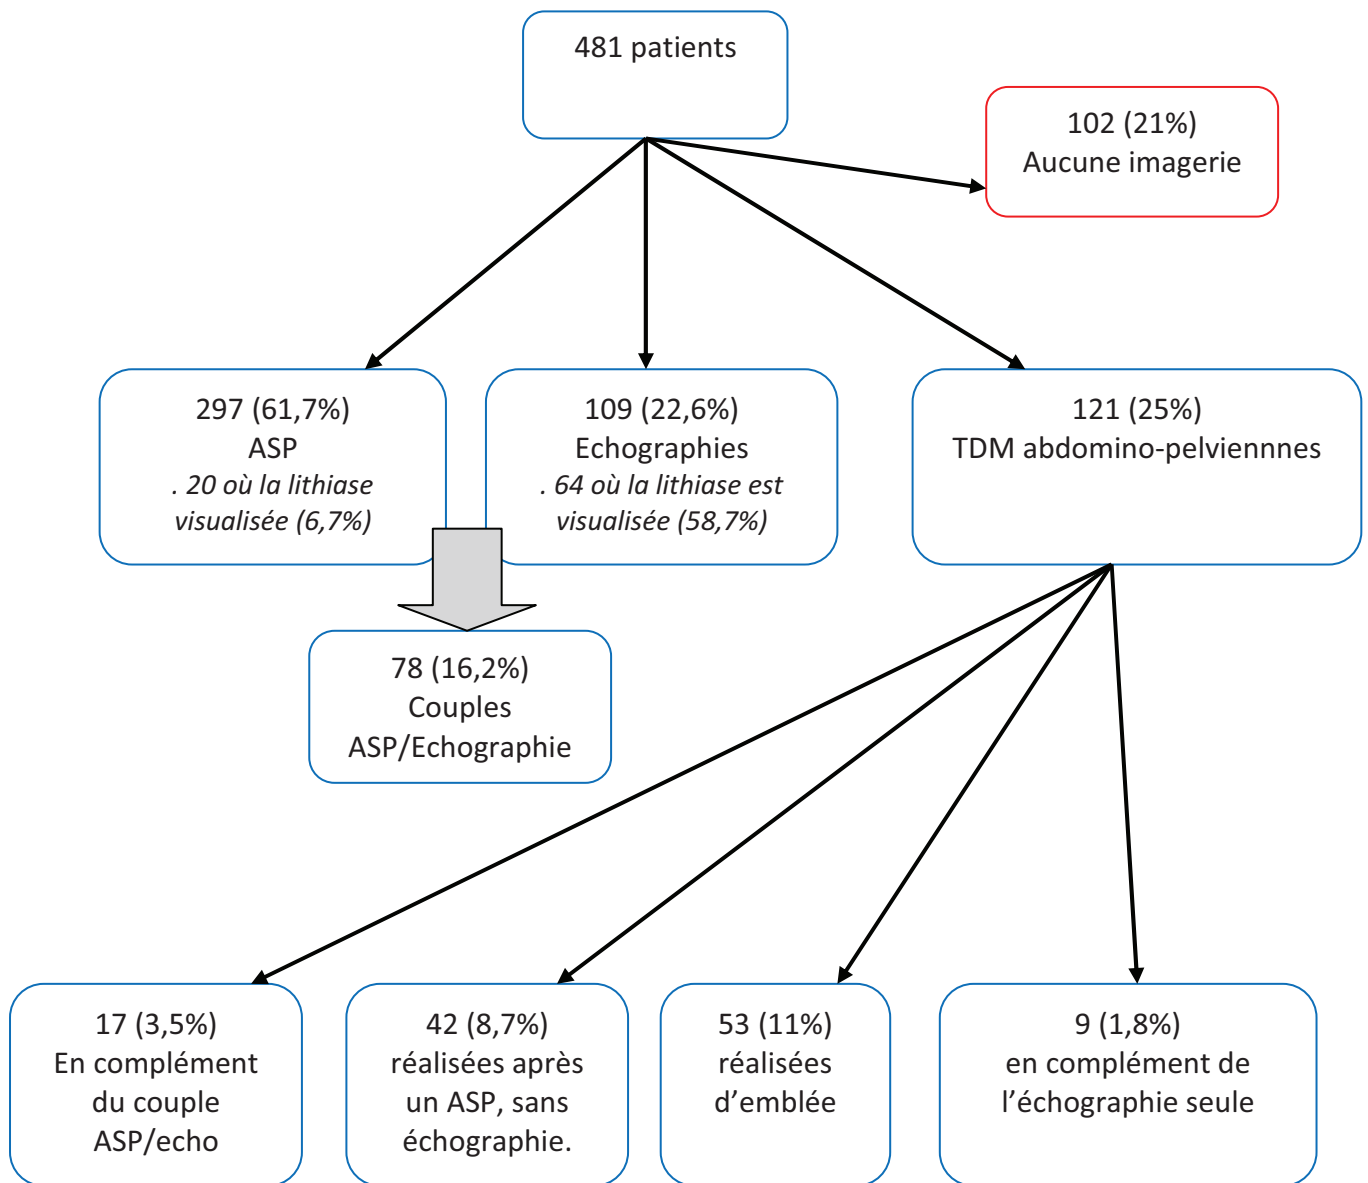 481 patients
102 (21%)
Aucune imagerie
297 (61,7%)
ASP
. 20 où la lithiase
visualisée (6,7%)
109 (22,6%)
Echographies
. 64 où la lithiase est
visualisée (58,7%)
121 (25%)
TDM abdomino-pelviennnes
78 (16,2%)
Couples
ASP/Echographie
17 (3,5%)
En complément
du couple
ASP/echo
42 (8,7%)
réalisées après
un ASP, sans
échographie.
53 (11%)
réalisées
d’emblée
9 (1,8%)
en complément de
l’échographie seule